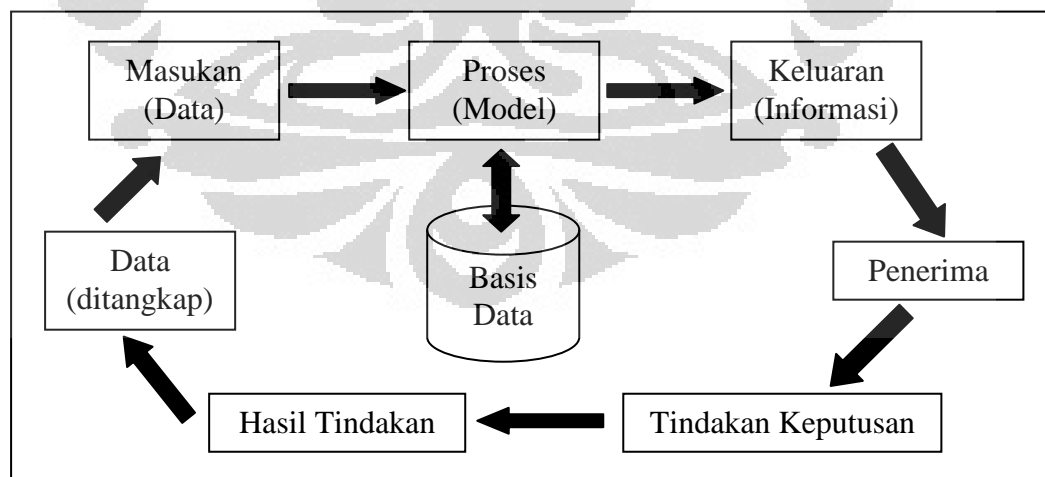 Masukan
(Data)
Proses
(Model)
Keluaran
(Informasi)
Data
(ditangkap)
Basis
Data
Penerima
Hasil Tindakan
Tindakan Keputusan